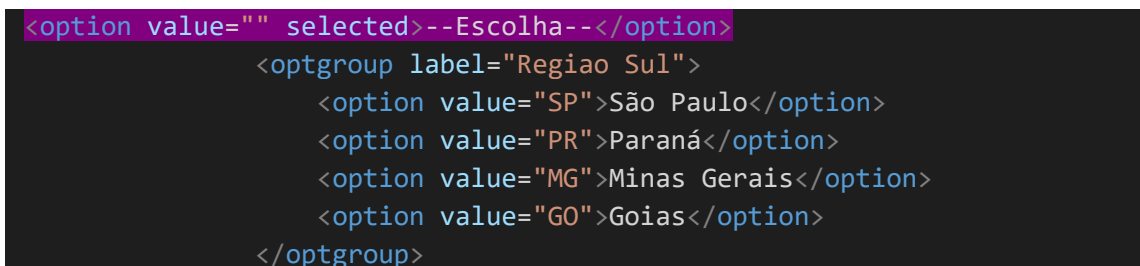 <option value="" selected>--Escolha--</option>
<optgroup label="Regiao Sul">
<option value="SP">São Paulo</option>
<option value="PR">Paraná</option>
<option value="MG">Minas Gerais</option>
<option value="GO">Goias</option>
</optgroup>